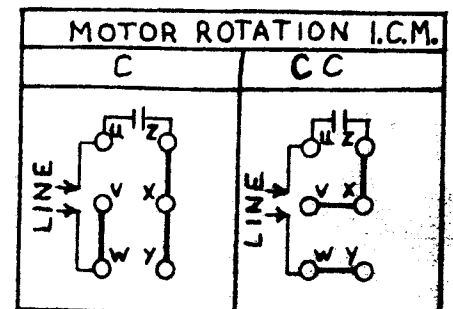 MOTOR ROTATION I.C.M.
C CC
U Z U Z
LINE V X LINE V X
W Y W Y